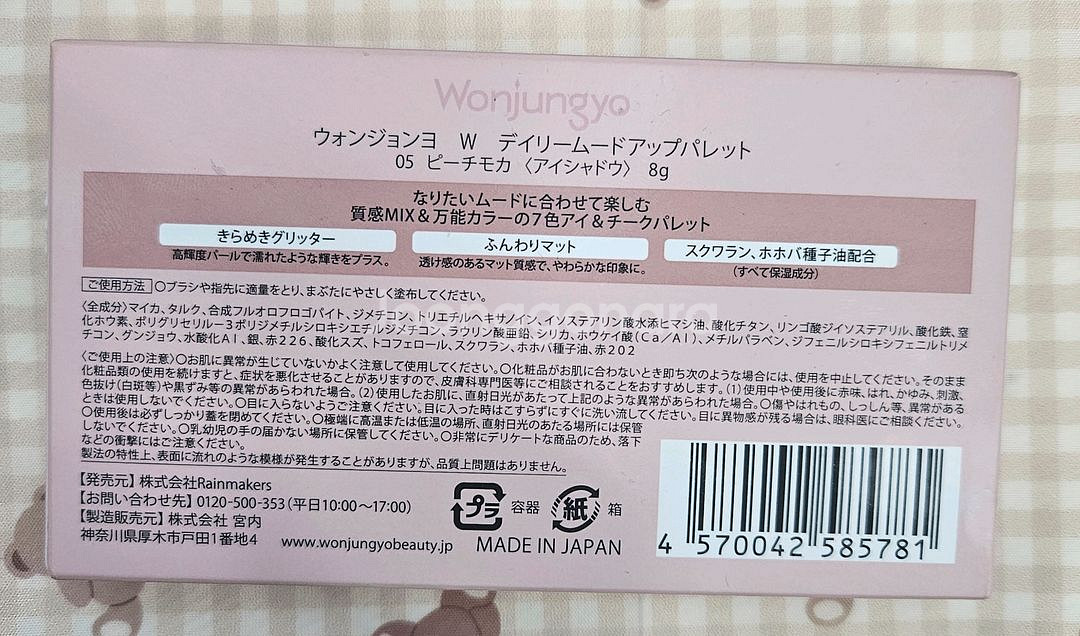 Wonjungyo
ウォンジョンヨ W デイリームードアップパレット
05 ピーチモカ〈アイシャドウ〉 8g
なりたいムードに合わせて楽しむ
質感MIX&万能カラーの7色アイ&チークパレット
きらめきグリッター
高輝度パールで濡れたような輝きをプラス。
ふんわりマット
透け感のあるマット質感で、やわらかな印象に。
スクワラン、ホホバ種子油配合
(すべて保湿成分)
ご使用方法 〇ブラシや指先に適量をとり、まぶたにやさしく塗布してください。
〈全成分〉マイカ、タルク、合成フルオロフロゴパイト、ジメチコン、トリエチルヘキサノイン、イソステアリン酸水添ヒマシ油、酸化チタン、リンゴ酸ジイソステアリル、酸化鉄、窒
化ホウ素、ポリグリセリル-3ポリジメチルシロキシエチルジメチコン、ラウリン酸亜鉛、シリカ、ホウケイ酸(Ca/Al)、メチルパラベン、ジフェニルシロキシフェニルトリメ
チコン、グンジョウ、水酸化Al、銀、赤226、酸化スズ、トコフェロール、スクワラン、ホホバ種子油、赤202
〈ご使用上の注意〉〇お肌に異常が生じていないかよく注意して使用してください。〇化粧品がお肌に合わないとき即ち次のような場合には、使用を中止してください。そのまま
化粧品類の使用を続けますと、症状を悪化させることがありますので、皮膚科専門医等にご相談されることをおすすめします。(1)使用中や使用後に赤味、はれ、かゆみ、刺激、
色抜け(白斑等)や黒ずみ等の異常があらわれた場合。(2)使用したお肌に、直射日光があたって上記のような異常があらわれた場合。〇傷やはれもの、しっしん等、異常がある
ときは使用しないでください。〇目に入らないようご注意ください。目に入った時はこすらずにすぐに洗い流してください。目に異物感が残る場合は、眼科医にご相談ください。
〇使用後は必ずしっかり蓋を閉めてください。〇極端に高温または低温の場所、直射日光のあたる場所には保管
しないでください。〇乳幼児の手の届かない場所に保管してください。〇非常にデリケートな商品のため、落下
などの衝撃にはご注意ください。
製法の特性上、表面に流れのような模様が発生することがありますが、品質上問題はありません。
【発売元】株式会社Rainmakers
【お問い合わせ先】0120-500-353(平日10:00～17:00)
【製造販売元】株式会社 宮内
神奈川県厚木市戸田1番地4 www.wonjungyobeauty.jp MADE IN JAPAN
プラ 容器 紙 箱
4 570042 585781